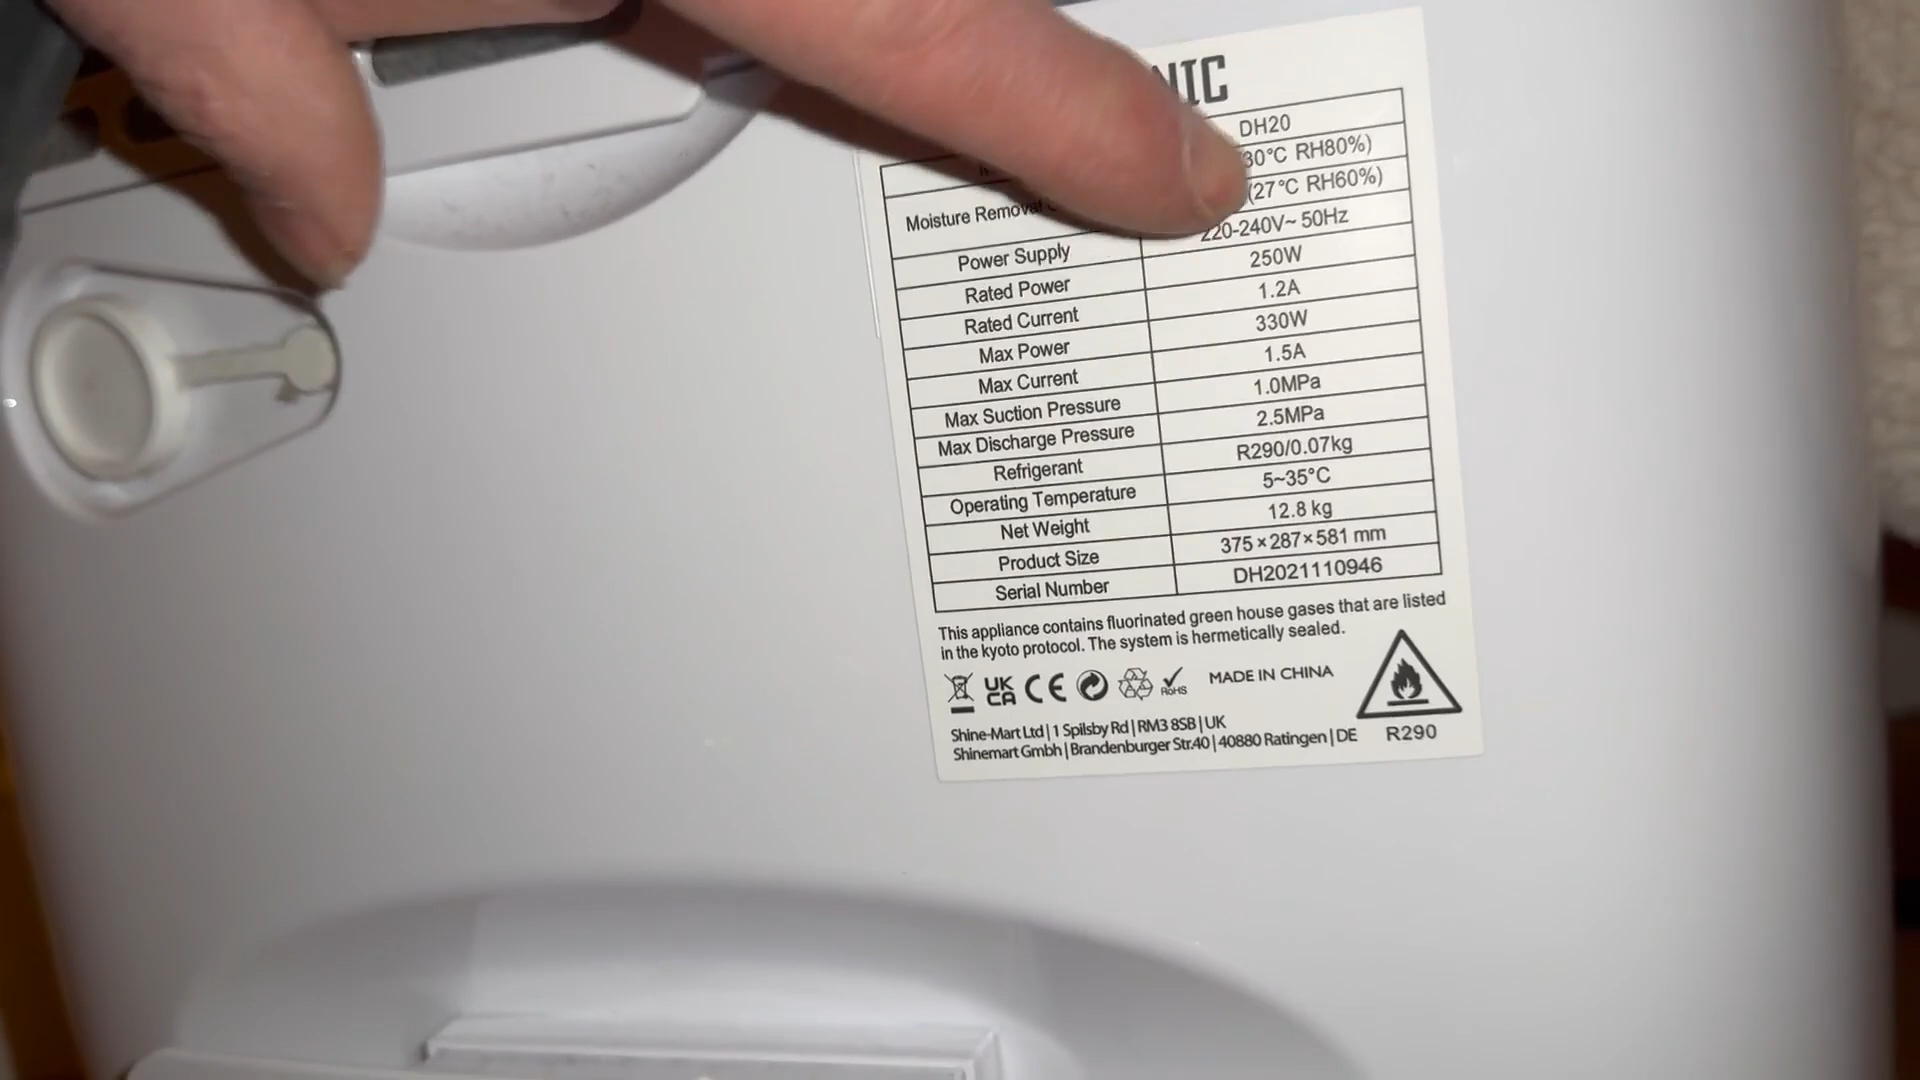 NIC
DH20
30°C RH80%)
Moisture Removal (27°C RH60%)
Power Supply 220-240V~ 50Hz
Rated Power 250W
Rated Current 1.2A
Max Power 330W
Max Current 1.5A
Max Suction Pressure 1.0MPa
Max Discharge Pressure 2.5MPa
Refrigerant R290/0.07kg
Operating Temperature 5~35°C
Net Weight 12.8 kg
Product Size 375×287×581 mm
Serial Number DH2021110946
This appliance contains fluorinated green house gases that are listed
in the kyoto protocol. The system is hermetically sealed.
UK CA CE RoHS MADE IN CHINA
Shine-Mart Ltd | 1 Spilsby Rd | RM3 8SB | UK
Shinemart Gmbh | Brandenburger Str.40 | 40880 Ratingen | DE
R290